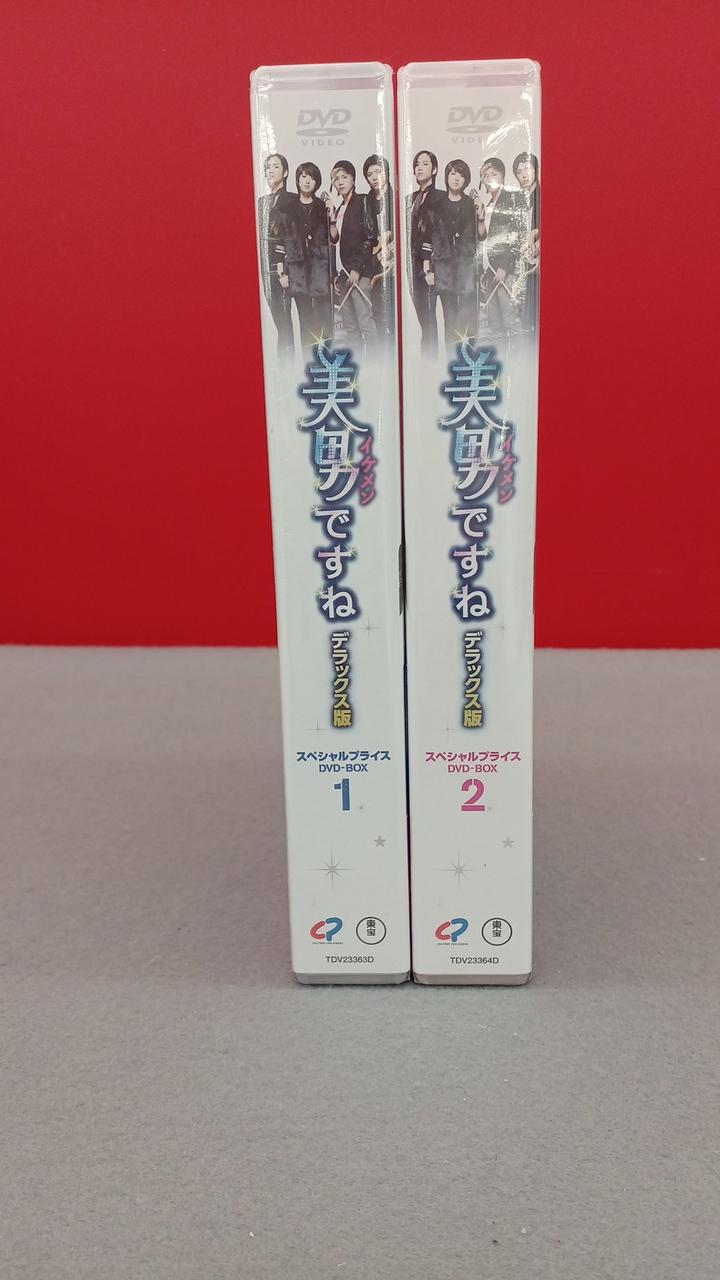 DVD
VIDEO
美男ですね
イケメン
デラックス版
スペシャルプライス
DVD-BOX
1
CP
東宝
TDV23363D
DVD
VIDEO
美男ですね
イケメン
デラックス版
スペシャルプライス
DVD-BOX
2
CP
東宝
TDV23364D